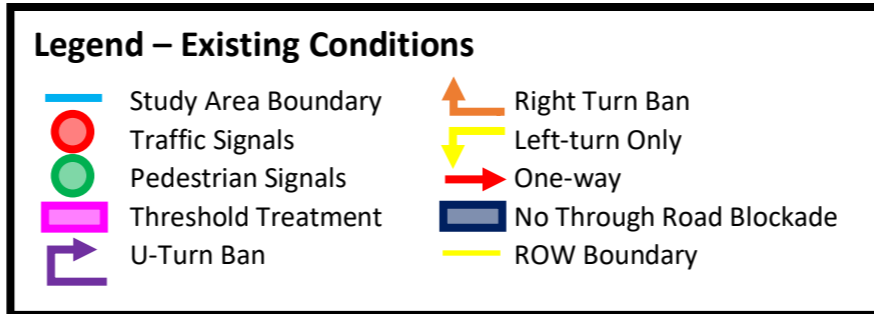 Legend – Existing Conditions
Study Area Boundary
Traffic Signals
Pedestrian Signals
Threshold Treatment
U-Turn Ban
Right Turn Ban
Left-turn Only
One-way
No Through Road Blockade
ROW Boundary